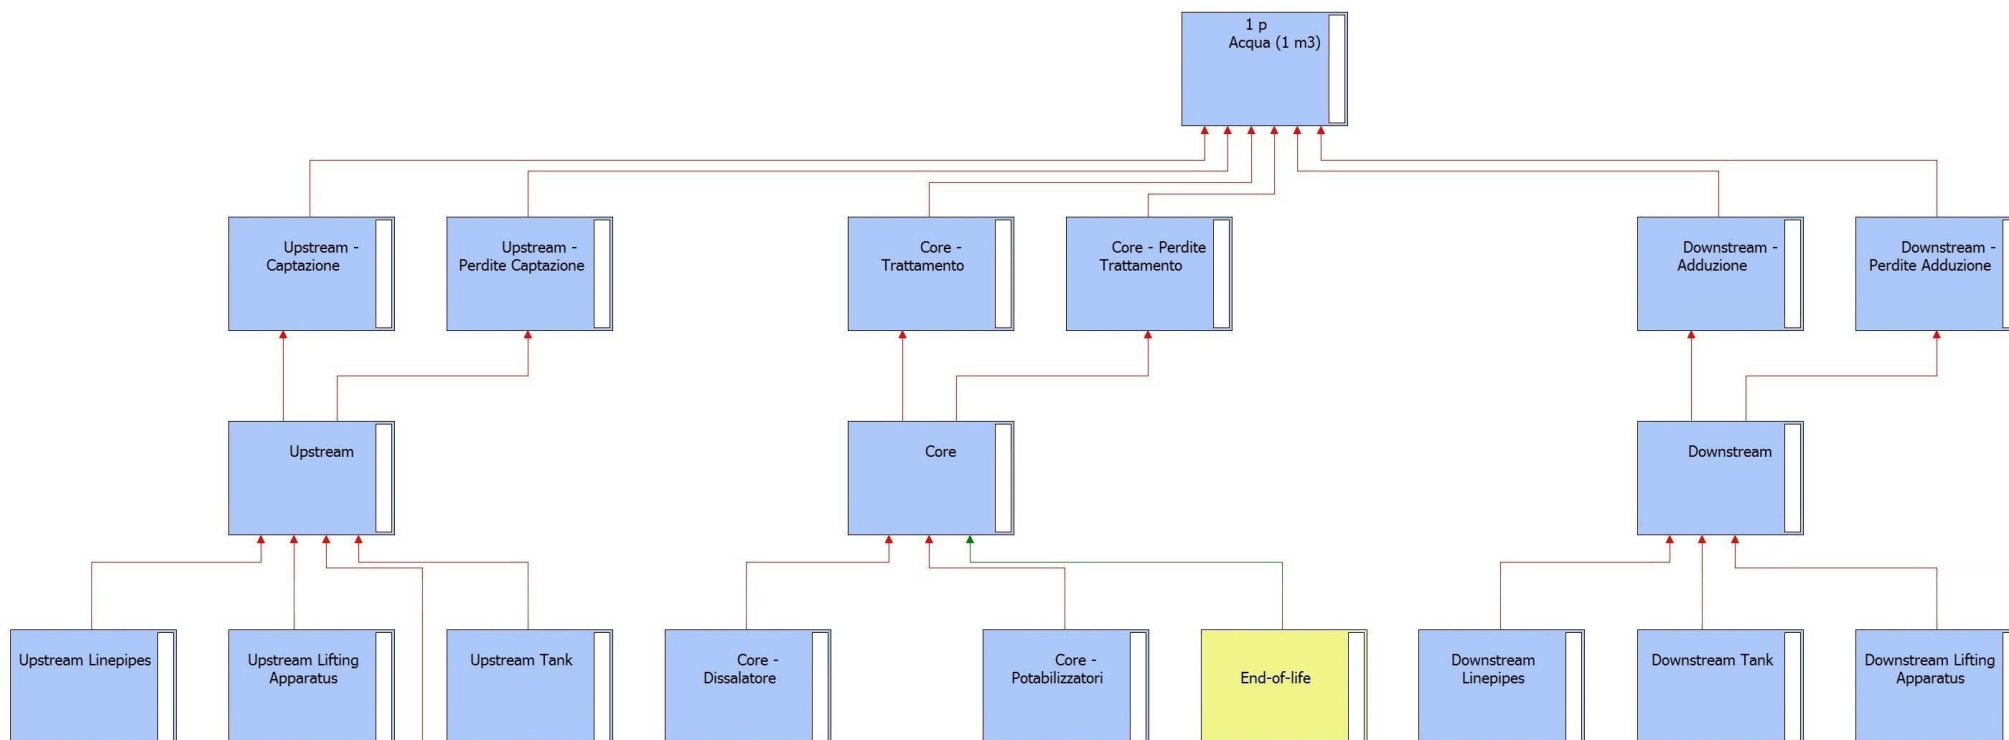 1 p
Acqua (1 m3)
Upstream -
Captazione
Upstream -
Perdite Captazione
Core -
Trattamento
Core - Perdite
Trattamento
Downstream -
Adduzione
Downstream -
Perdite Adduzione
Upstream
Core
Downstream
Upstream Linepipes
Upstream Lifting
Apparatus
Upstream Tank
Core -
Dissalatore
Core -
Potabilizzatori
End-of-life
Downstream
Linepipes
Downstream Tank
Downstream Lifting
Apparatus